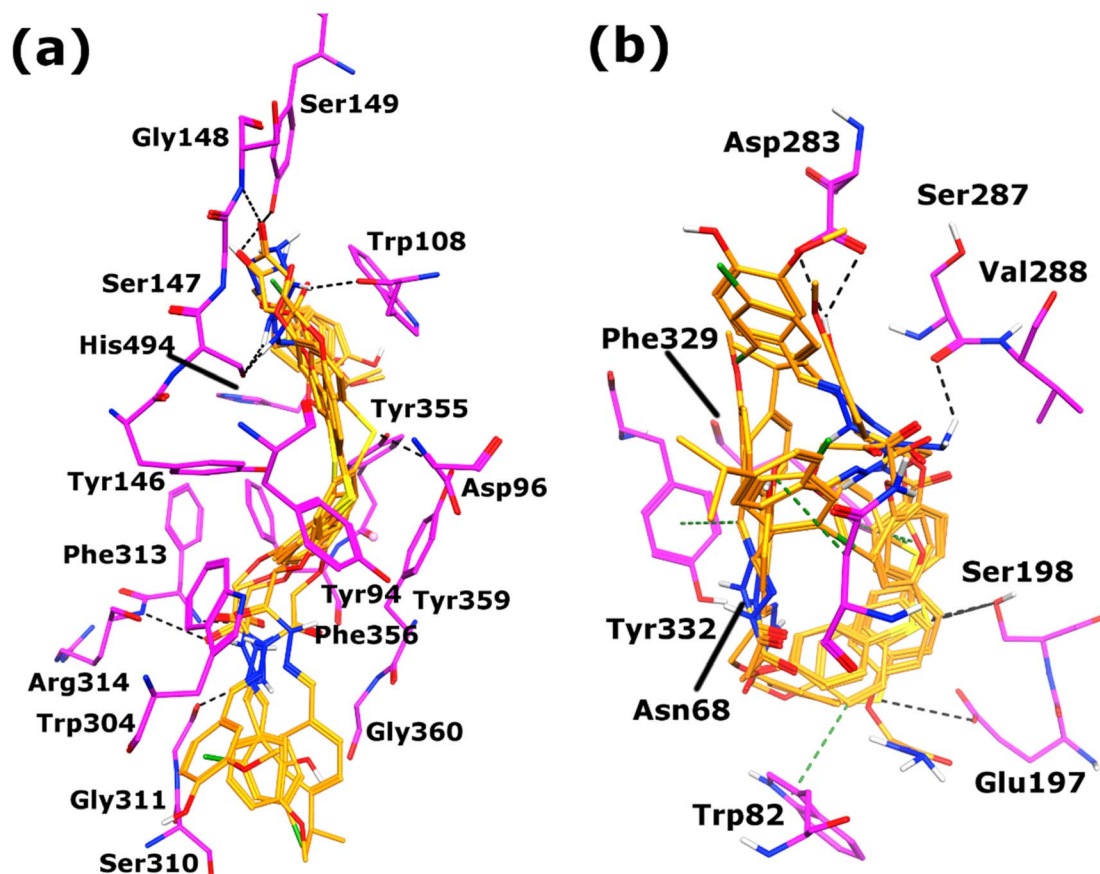 (a)
Ser149
Gly148
Trp108
Ser147
His494
Tyr355
Tyr146
Asp96
Phe313
Tyr94
Tyr359
Phe356
Arg314
Trp304
Gly360
Gly311
Ser310
(b)
Asp283
Ser287
Val288
Phe329
Ser198
Tyr332
Asn68
Glu197
Trp82